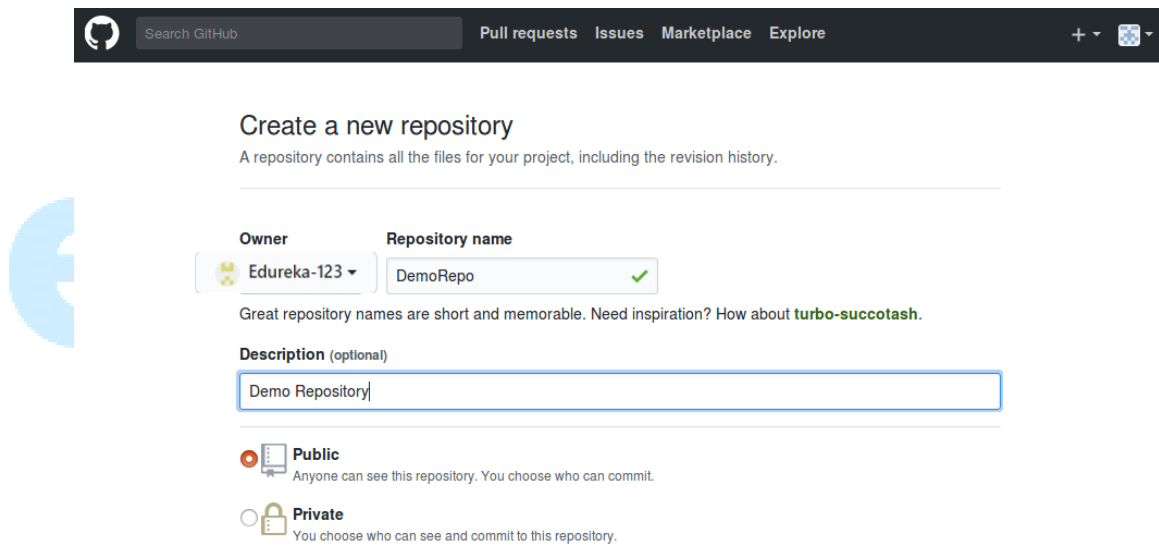 Search GitHub Pull requests Issues Marketplace Explore
Create a new repository
A repository contains all the files for your project, including the revision history.
Owner Repository name
Edureka-123 DemoRepo
Great repository names are short and memorable. Need inspiration? How about turbo-succotash.
Description (optional)
Demo Repository
Public
Anyone can see this repository. You choose who can commit.
Private
You choose who can see and commit to this repository.